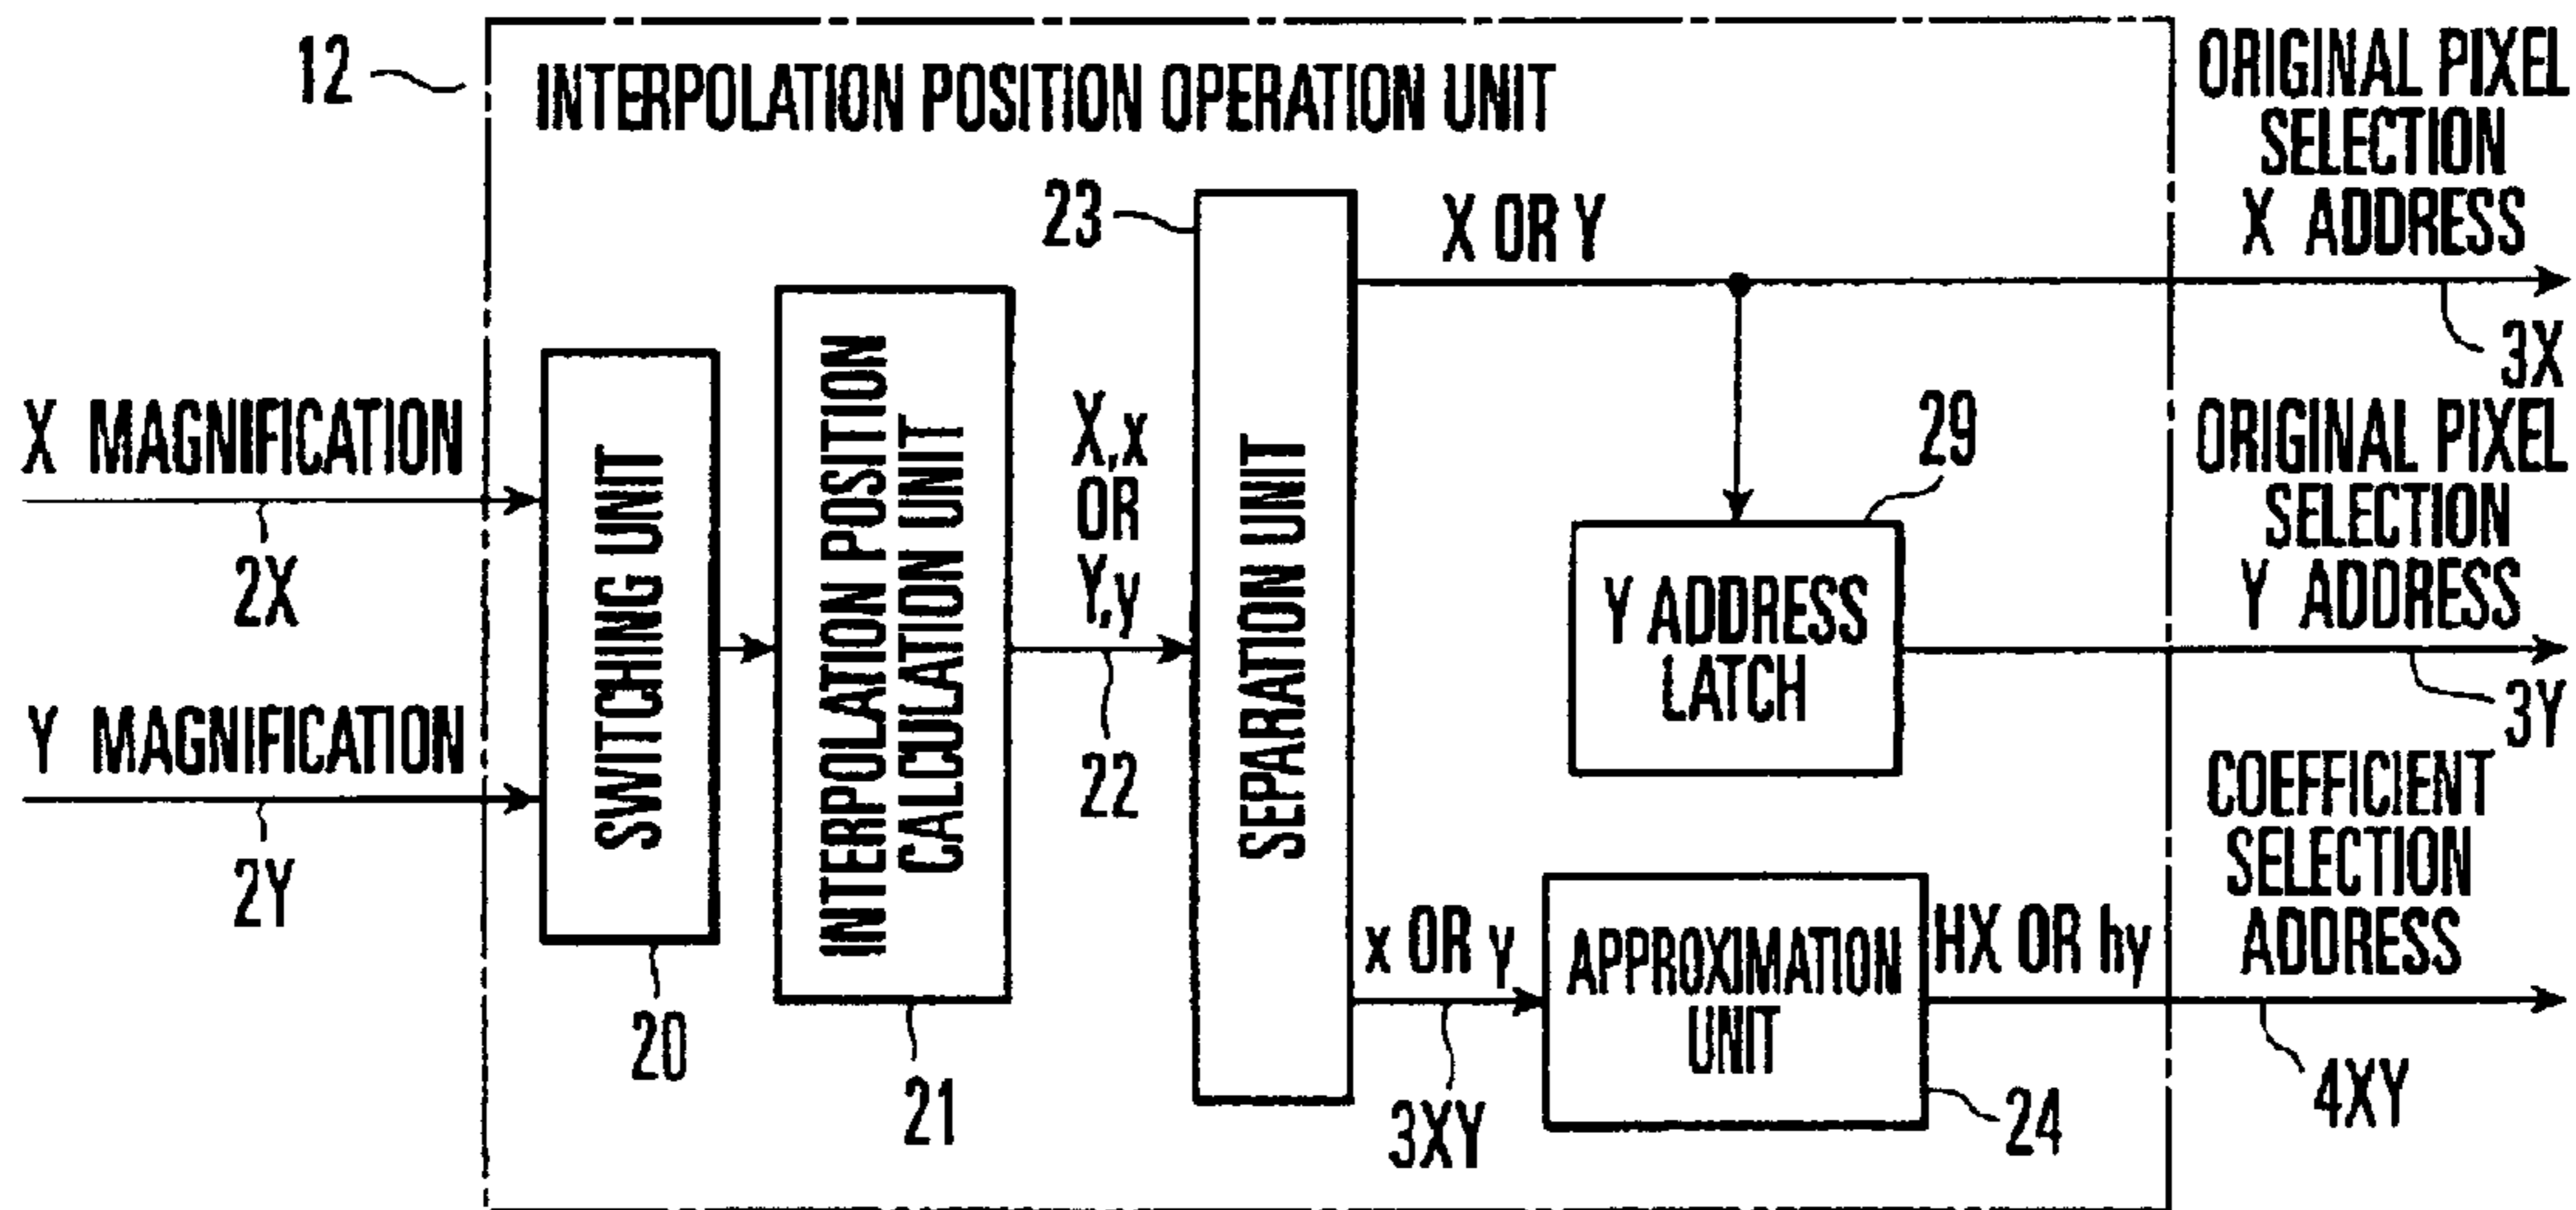 12
INTERPOLATION POSITION OPERATION UNIT
X MAGNIFICATION
2X
Y MAGNIFICATION
2Y
SWITCHING UNIT
20
INTERPOLATION POSITION
CALCULATION UNIT
21
X,x
OR
Y,y
22
23
SEPARATION UNIT
X OR Y
29
Y ADDRESS
LATCH
x OR y
3XY
APPROXIMATION
UNIT
24
HX OR hy
ORIGINAL PIXEL
SELECTION
X ADDRESS
3X
ORIGINAL PIXEL
SELECTION
Y ADDRESS
3Y
COEFFICIENT
SELECTION
ADDRESS
4XY